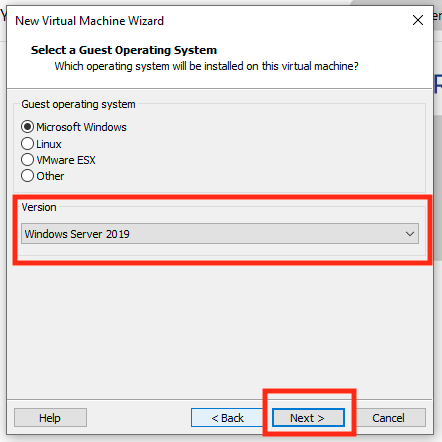 New Virtual Machine Wizard
Select a Guest Operating System
Which operating system will be installed on this virtual machine?
Guest operating system
Microsoft Windows
Linux
VMware ESX
Other
Version
Windows Server 2019
Help
< Back
Next >
Cancel